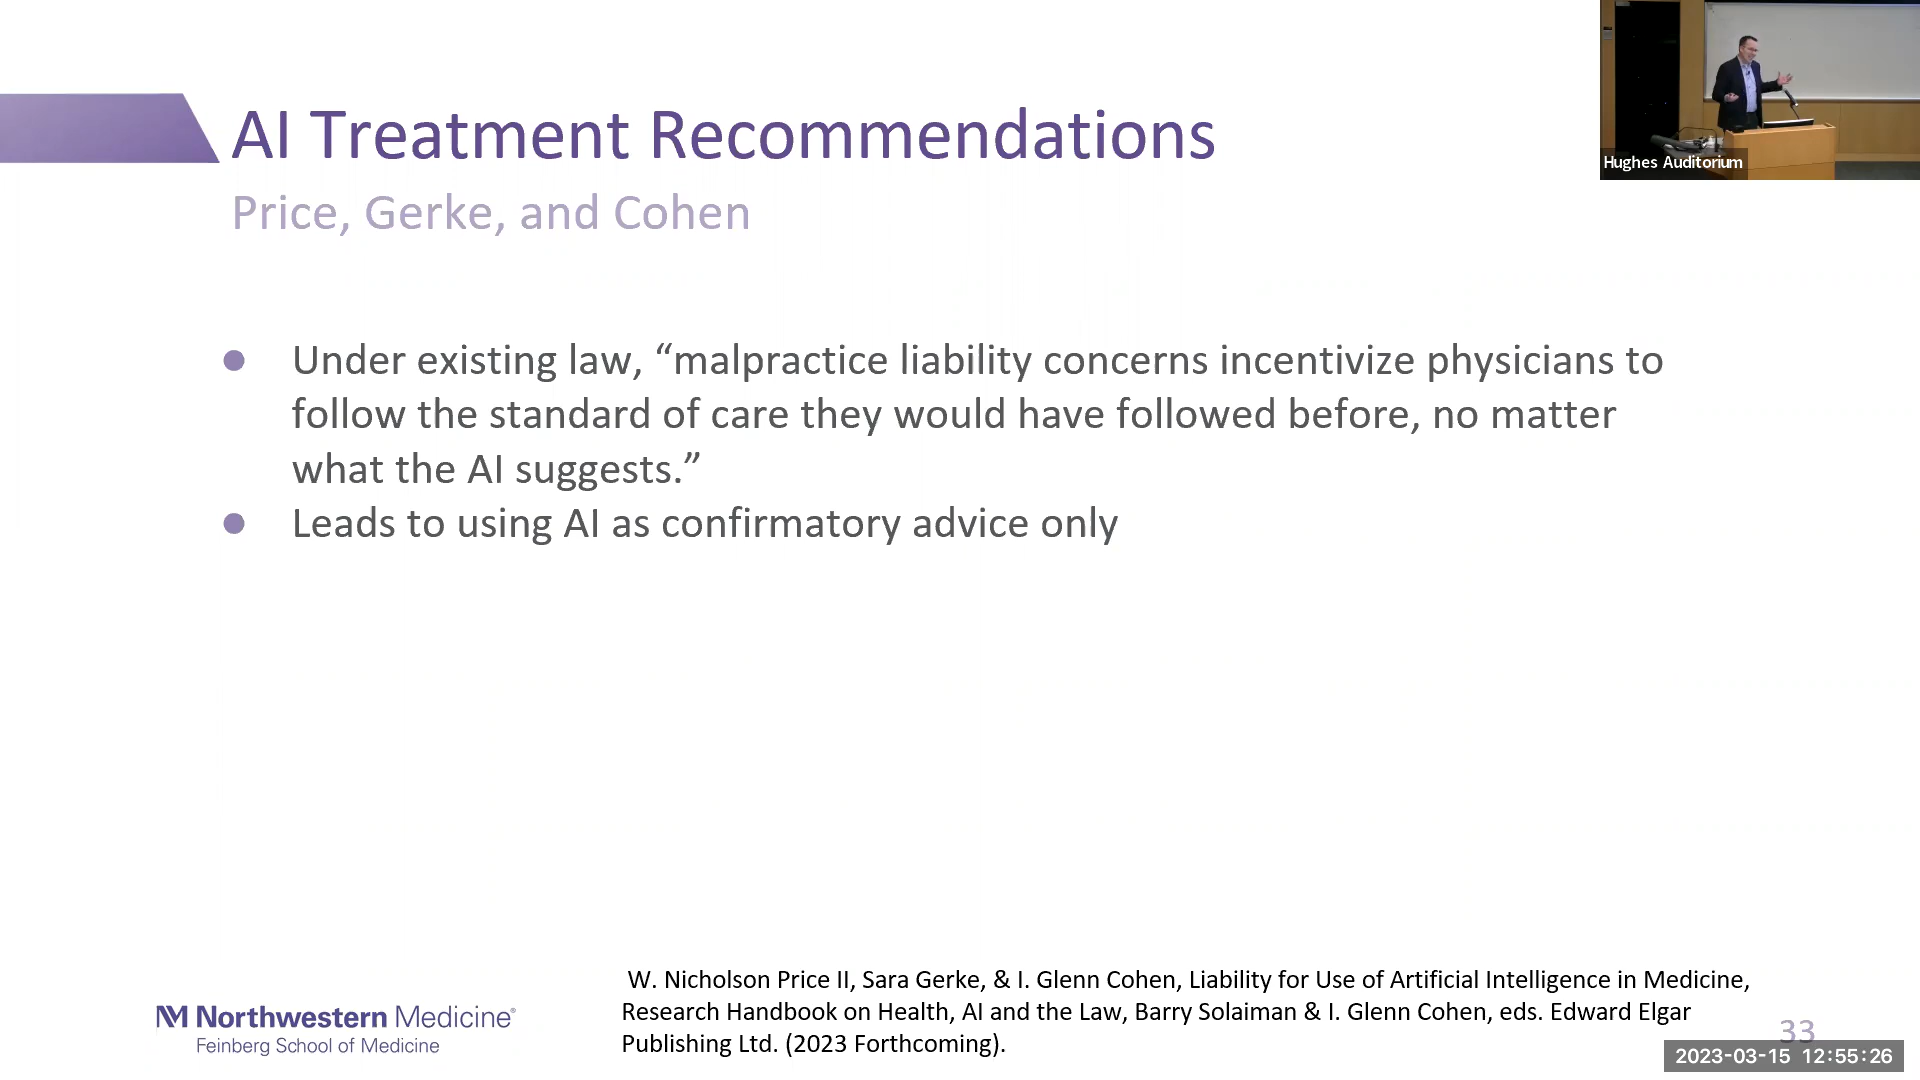 AI Treatment Recommendations
Price, Gerke, and Cohen
Hughes Auditorium
● Under existing law, “malpractice liability concerns incentivize physicians to
follow the standard of care they would have followed before, no matter
what the AI suggests.”
● Leads to using AI as confirmatory advice only
W. Nicholson Price II, Sara Gerke, & I. Glenn Cohen, Liability for Use of Artificial Intelligence in Medicine,
Research Handbook on Health, AI and the Law, Barry Solaiman & I. Glenn Cohen, eds. Edward Elgar
Publishing Ltd. (2023 Forthcoming).
NM Northwestern Medicine®
Feinberg School of Medicine
33
2023-03-15 12:55:26